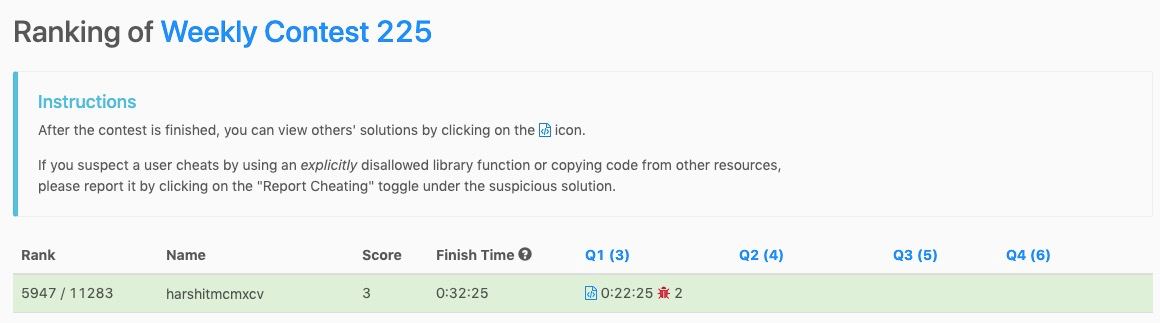 Ranking of Weekly Contest 225
Instructions
After the contest is finished, you can view others' solutions by clicking on the icon.
If you suspect a user cheats by using an explicitly disallowed library function or copying code from other resources,
please report it by clicking on the "Report Cheating" toggle under the suspicious solution.
Rank Name Score Finish Time Q1 (3) Q2 (4) Q3 (5) Q4 (6)
5947 / 11283 harshitmcmxcv 3 0:32:25 0:22:25 2